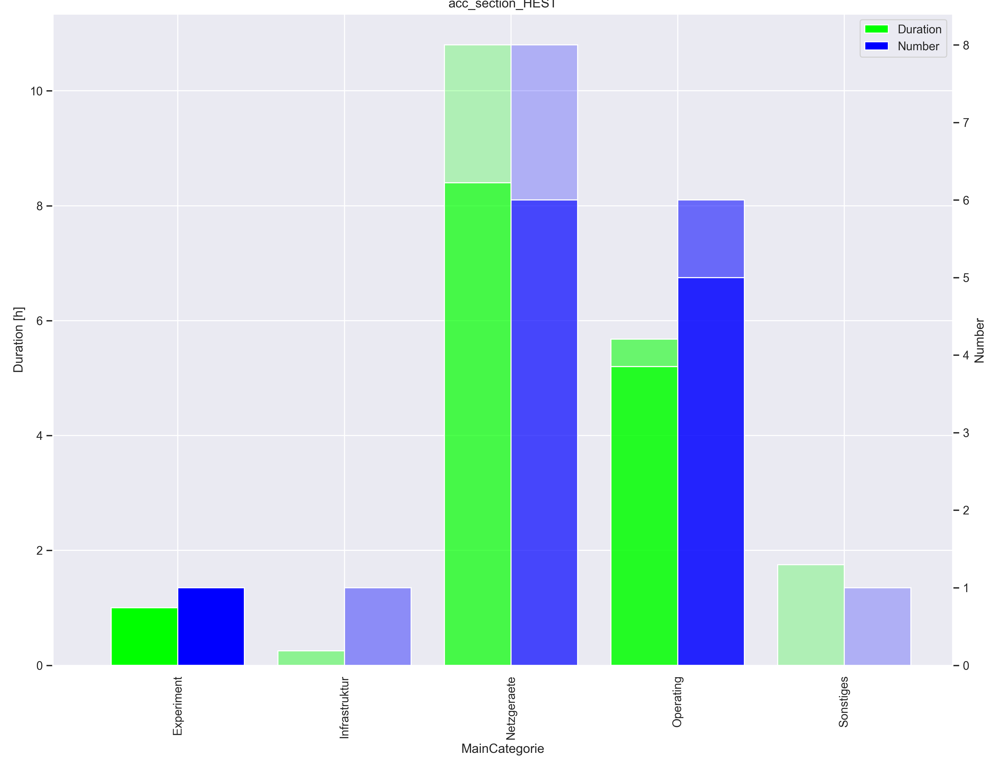 acc_section_HEST
Duration
Number
10
8
6
4
2
0
Duration [h]
8
7
6
5
4
3
2
1
0
Number
Experiment
Infrastruktur
Netzgeraete
Operating
Sonstiges
MainCategorie